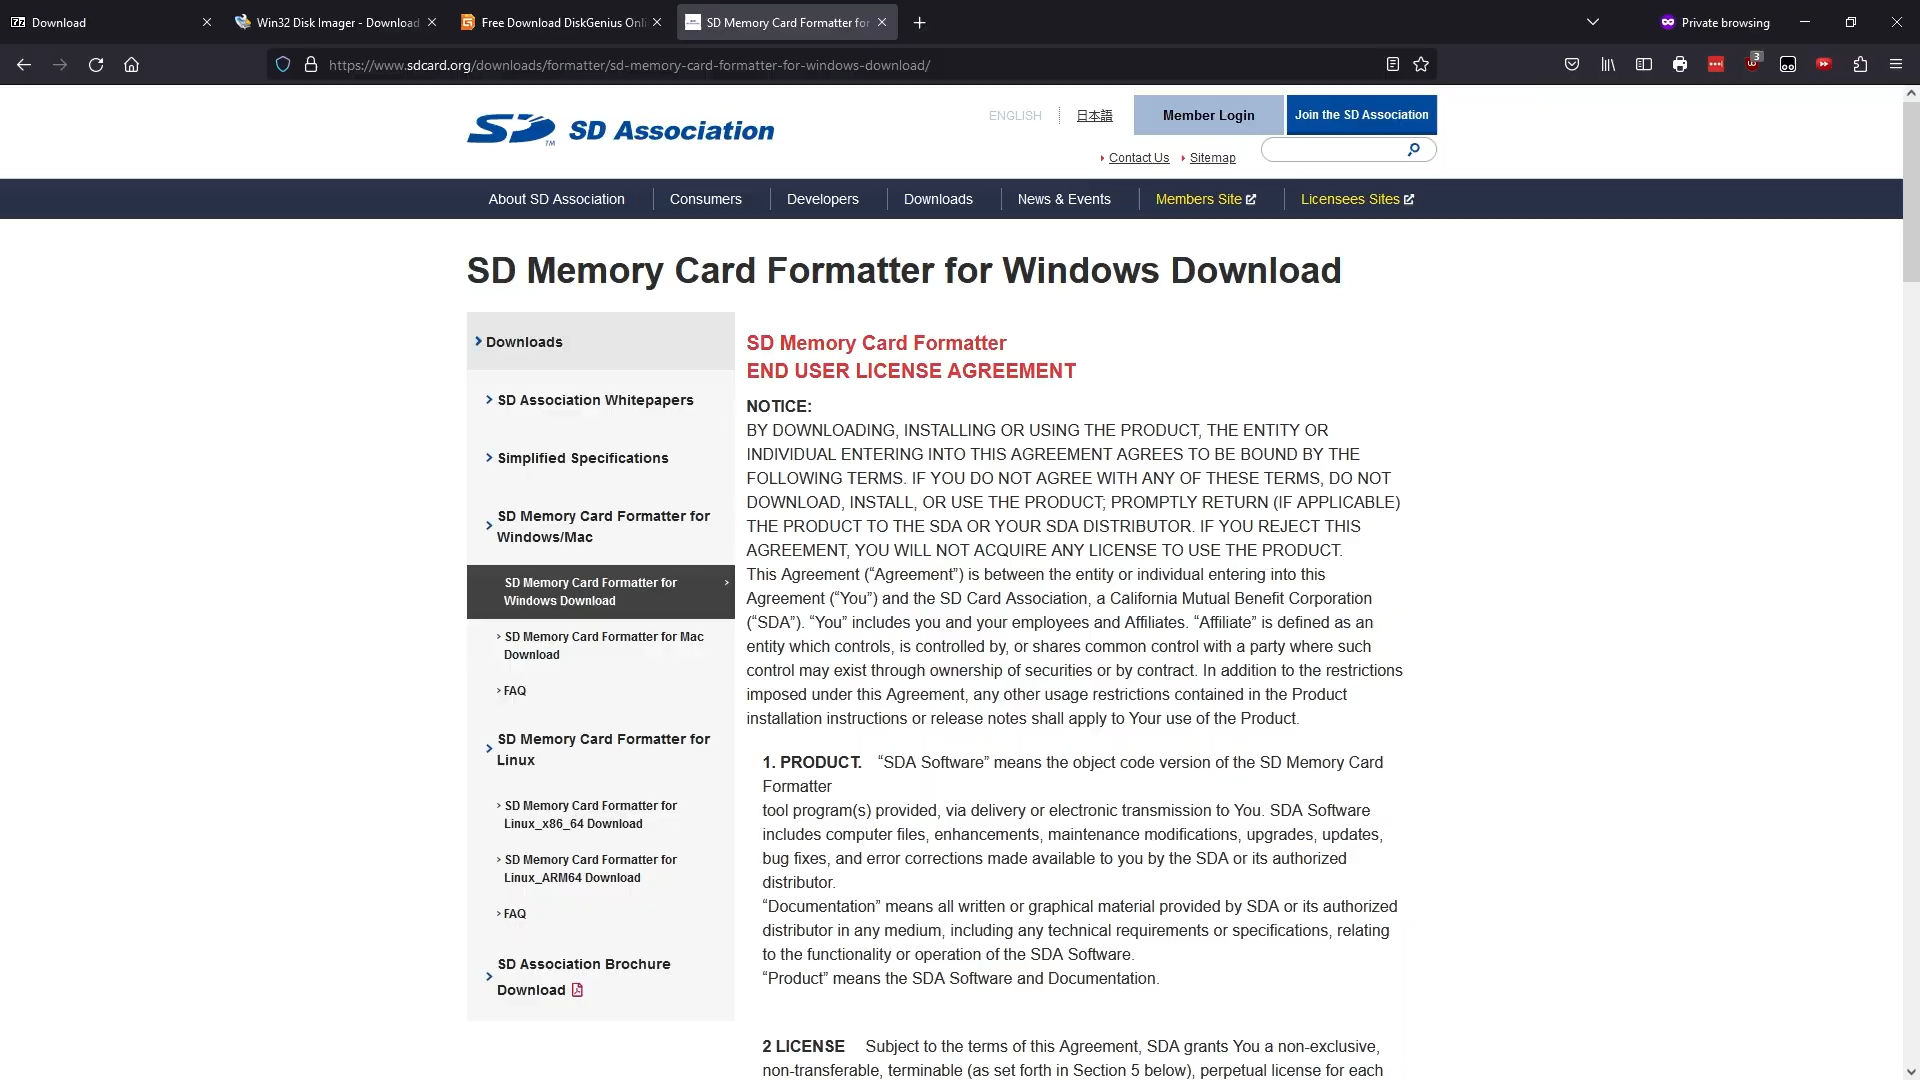 Download
Win32 Disk Imager - Download
Free Download DiskGenius Onli
SD Memory Card Formatter for
Private browsing
https://www.sdcard.org/downloads/formatter/sd-memory-card-formatter-for-windows-download/
3
SD TM SD Association
ENGLISH 日本語 Member Login Join the SD Association
Contact Us Sitemap
About SD Association Consumers Developers Downloads News & Events Members Site Licensees Sites
SD Memory Card Formatter for Windows Download
Downloads
SD Association Whitepapers
Simplified Specifications
SD Memory Card Formatter for
Windows/Mac
SD Memory Card Formatter for
Windows Download
SD Memory Card Formatter for Mac
Download
FAQ
SD Memory Card Formatter for
Linux
SD Memory Card Formatter for
Linux_x86_64 Download
SD Memory Card Formatter for
Linux_ARM64 Download
FAQ
SD Association Brochure
Download
SD Memory Card Formatter
END USER LICENSE AGREEMENT
NOTICE:
BY DOWNLOADING, INSTALLING OR USING THE PRODUCT, THE ENTITY OR
INDIVIDUAL ENTERING INTO THIS AGREEMENT AGREES TO BE BOUND BY THE
FOLLOWING TERMS. IF YOU DO NOT AGREE WITH ANY OF THESE TERMS, DO NOT
DOWNLOAD, INSTALL, OR USE THE PRODUCT; PROMPTLY RETURN (IF APPLICABLE)
THE PRODUCT TO THE SDA OR YOUR SDA DISTRIBUTOR. IF YOU REJECT THIS
AGREEMENT, YOU WILL NOT ACQUIRE ANY LICENSE TO USE THE PRODUCT.
This Agreement (“Agreement”) is between the entity or individual entering into this
Agreement (“You”) and the SD Card Association, a California Mutual Benefit Corporation
(“SDA”). “You” includes you and your employees and Affiliates. “Affiliate” is defined as an
entity which controls, is controlled by, or shares common control with a party where such
control may exist through ownership of securities or by contract. In addition to the restrictions
imposed under this Agreement, any other usage restrictions contained in the Product
installation instructions or release notes shall apply to Your use of the Product.
1. PRODUCT. “SDA Software” means the object code version of the SD Memory Card
Formatter
tool program(s) provided, via delivery or electronic transmission to You. SDA Software
includes computer files, enhancements, maintenance modifications, upgrades, updates,
bug fixes, and error corrections made available to you by the SDA or its authorized
distributor.
“Documentation” means all written or graphical material provided by SDA or its authorized
distributor in any medium, including any technical requirements or specifications, relating
to the functionality or operation of the SDA Software.
“Product” means the SDA Software and Documentation.
2 LICENSE Subject to the terms of this Agreement, SDA grants You a non-exclusive,
non-transferable, terminable (as set forth in Section 5 below), perpetual license for each